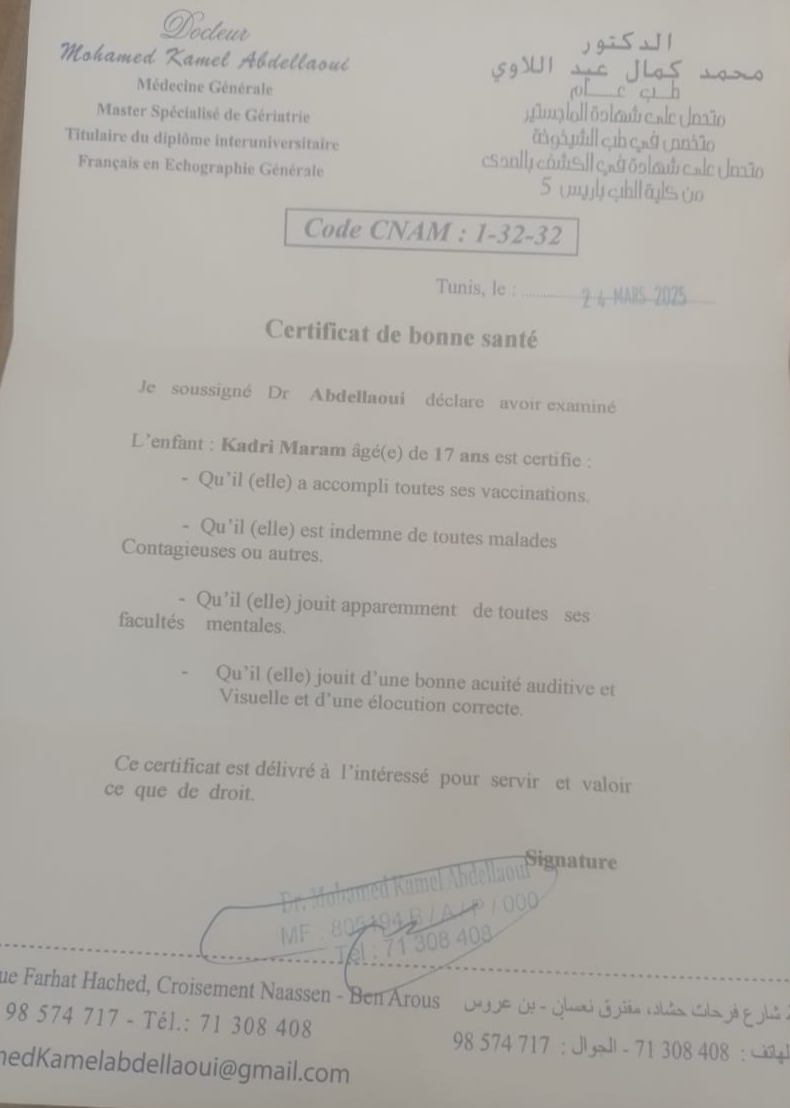 Docteur
Mohamed Kamel Abdellaoui
Médecine Générale
Master Spécialisé de Gériatrie
Titulaire du diplôme interuniversitaire
Français en Echographie Générale
الدكتور
محمد كمال عبد اللاوي
طب عام
متحصل على شهادة الماجستير
متخصص في طب الشيخوخة
متحصل على شهادة في الكشف بالصدى
من كلية الطب باريس 5
Code CNAM : 1-32-32
Tunis, le : 24 MARS 2025
Certificat de bonne santé
Je soussigné Dr Abdellaoui déclare avoir examiné
L'enfant : Kadri Maram âgé(e) de 17 ans est certifie :
- Qu'il (elle) a accompli toutes ses vaccinations.
- Qu'il (elle) est indemne de toutes malades
Contagieuses ou autres.
- Qu'il (elle) jouit apparemment de toutes ses
facultés mentales.
- Qu'il (elle) jouit d'une bonne acuité auditive et
Visuelle et d'une élocution correcte.
Ce certificat est délivré à l'intéressé pour servir et valoir
ce que de droit.
Signature
Dr. Mohamed Kamel Abdellaoui
MF : B / A / P / 000
Tél : 71 308 408
ue Farhat Hached, Croisement Naassen - Ben Arous
98 574 717 - Tél.: 71 308 408
medKamelabdellaoui@gmail.com
شارع فرحات حشاد، مفترق نعسان - بن عروس
الهاتف : 408 308 71 - الجوال : 717 574 98